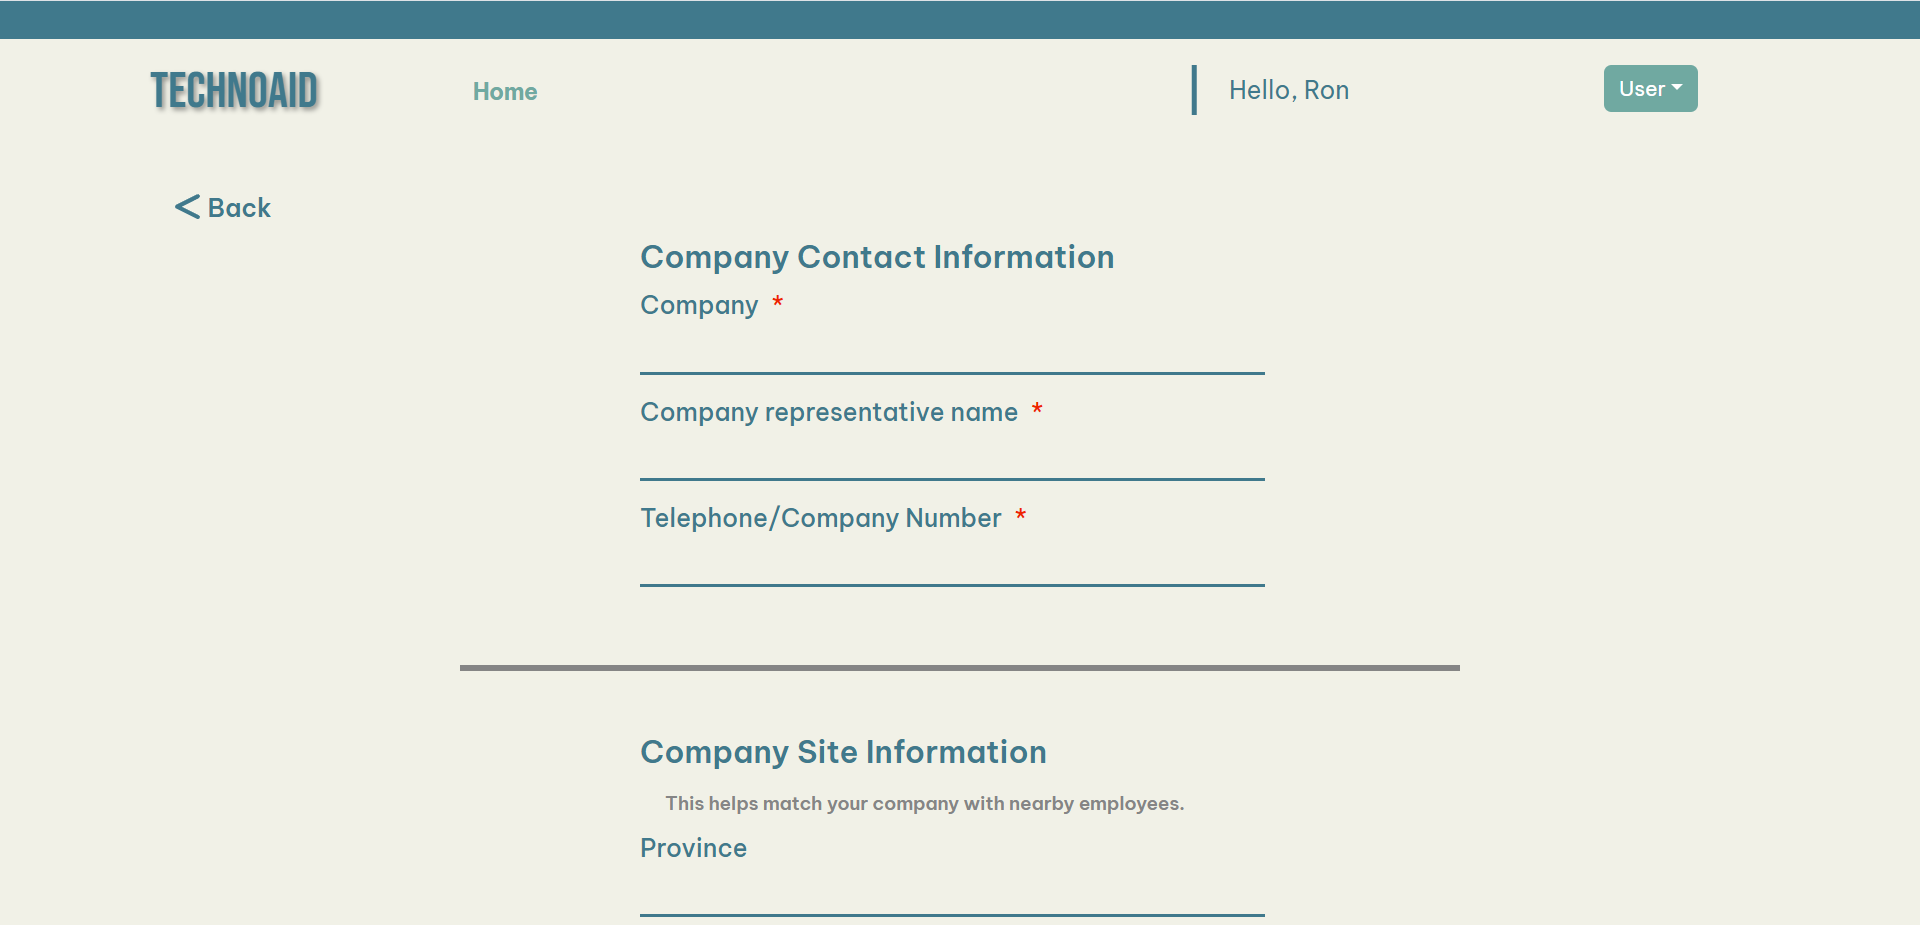 TECHNOAID
Home
Hello, Ron
User
< Back
Company Contact Information
Company *
Company representative name *
Telephone/Company Number *
Company Site Information
This helps match your company with nearby employees.
Province